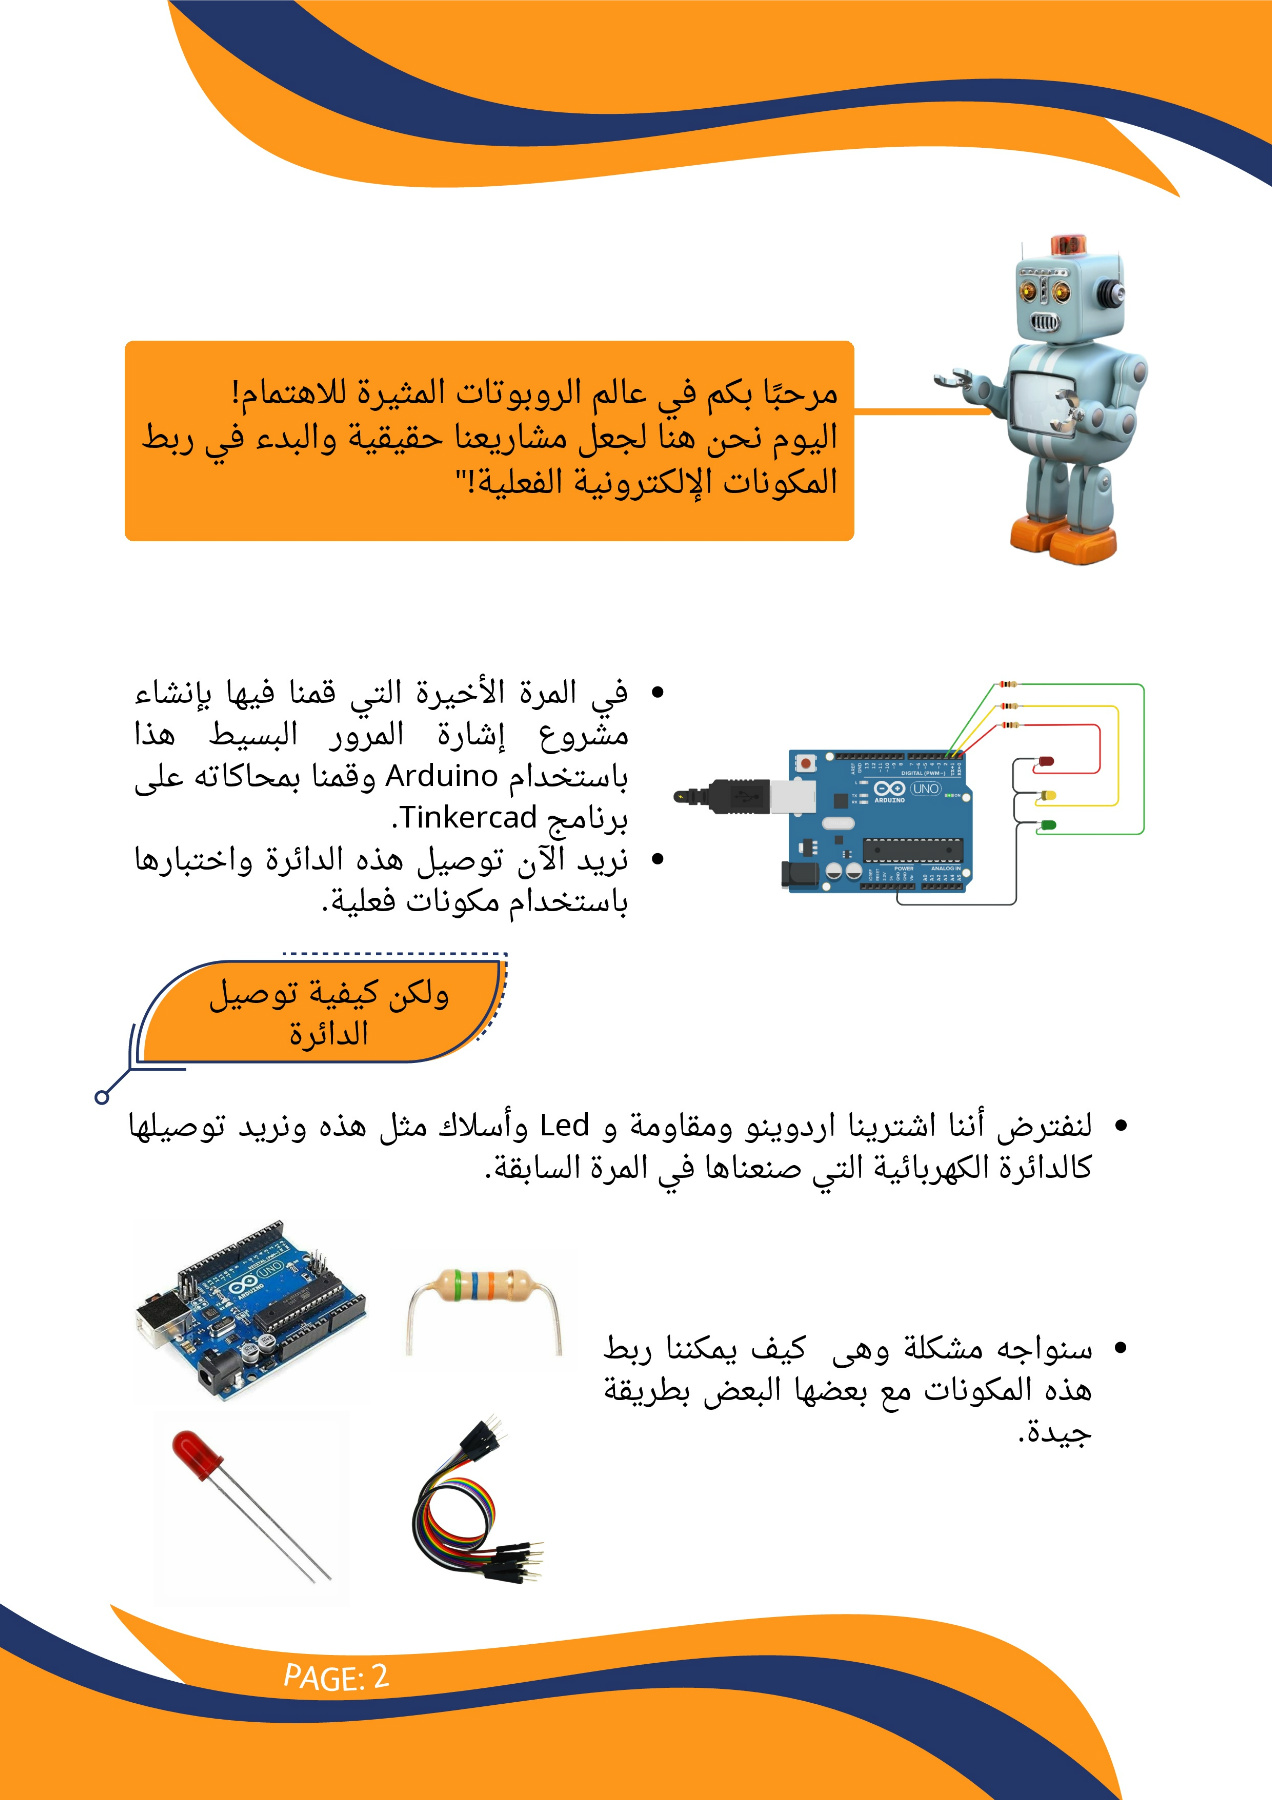 مرحبًا بكم في عالم الروبوتات المثيرة للاهتمام!
اليوم نحن هنا لجعل مشاريعنا حقيقية والبدء في ربط
المكونات الإلكترونية الفعلية!"
في المرة الأخيرة التي قمنا فيها بإنشاء
مشروع إشارة المرور البسيط هذا
باستخدام Arduino وقمنا بمحاكاته على
برنامج Tinkercad.
نريد الآن توصيل هذه الدائرة واختبارها
باستخدام مكونات فعلية.
DIGITAL (PWM~)
UNO
ARDUINO
POWER
ANALOG IN
ولكن كيفية توصيل
الدائرة
لنفترض أننا اشترينا اردوينو ومقاومة و Led وأسلاك مثل هذه ونريد توصيلها
كالدائرة الكهربائية التي صنعناها في المرة السابقة.
UNO
ARDUINO
سنواجه مشكلة وهى كيف يمكننا ربط
هذه المكونات مع بعضها البعض بطريقة
جيدة.
PAGE: 2